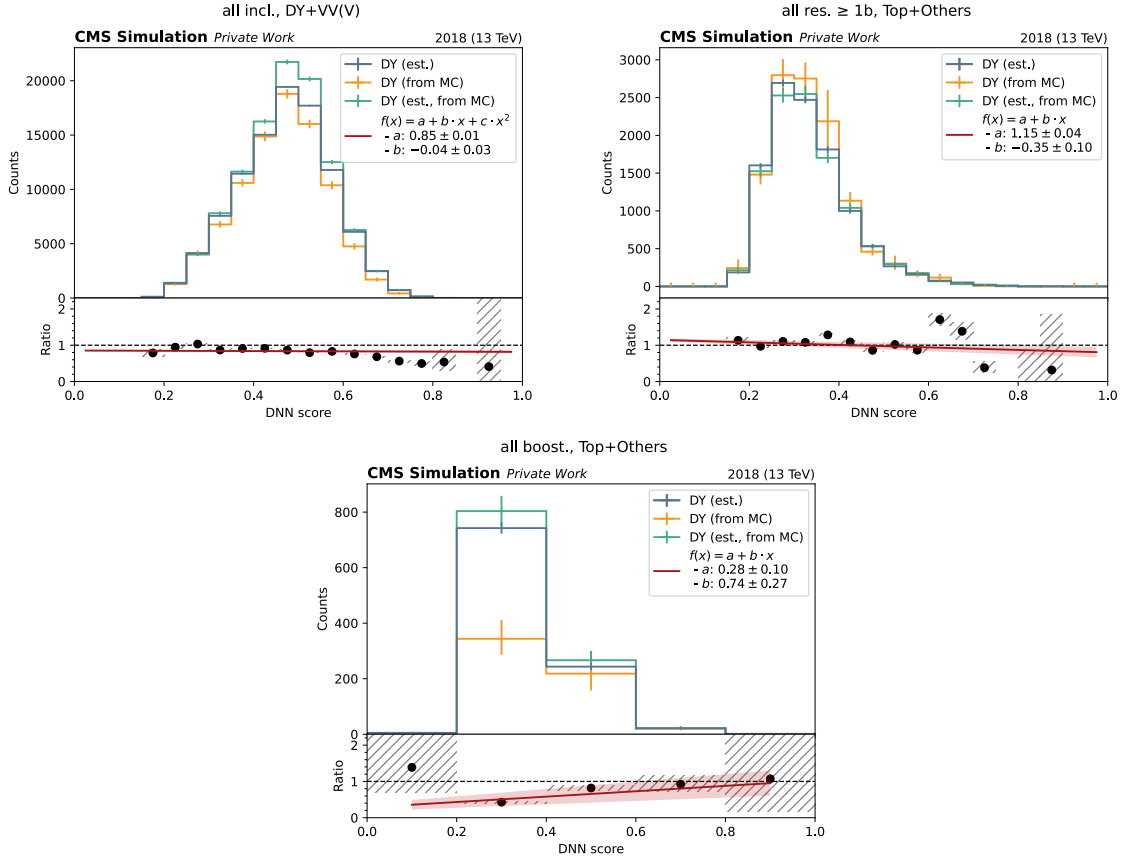 all incl., DY+VV(V)
CMS Simulation Private Work 2018 (13 TeV)
DY (est.)
DY (from MC)
DY (est., from MC)
f(x) = a + b · x + c · x²
- a: 0.85 ± 0.01
- b: −0.04 ± 0.03
Counts
20000
15000
10000
5000
0
Ratio
2
1
0
0.0 0.2 0.4 0.6 0.8 1.0
DNN score
all res. ≥ 1b, Top+Others
CMS Simulation Private Work 2018 (13 TeV)
DY (est.)
DY (from MC)
DY (est., from MC)
f(x) = a + b · x
- a: 1.15 ± 0.04
- b: −0.35 ± 0.10
Counts
3000
2500
2000
1500
1000
500
0
Ratio
2
1
0
0.0 0.2 0.4 0.6 0.8 1.0
DNN score
all boost., Top+Others
CMS Simulation Private Work 2018 (13 TeV)
DY (est.)
DY (from MC)
DY (est., from MC)
f(x) = a + b · x
- a: 0.28 ± 0.10
- b: 0.74 ± 0.27
Counts
800
600
400
200
0
Ratio
2
1
0
0.0 0.2 0.4 0.6 0.8 1.0
DNN score